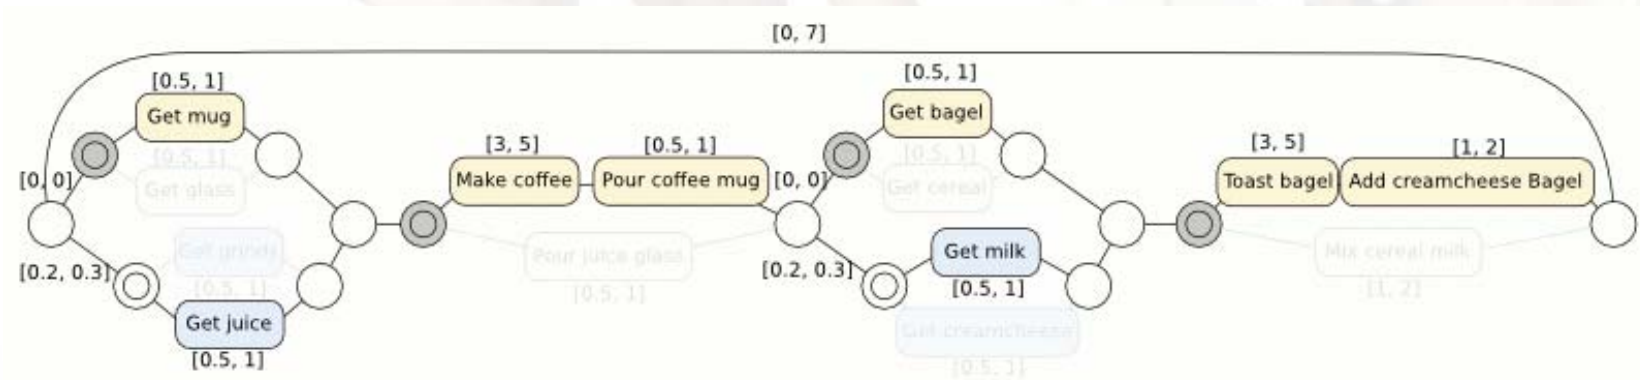 [0, 7]
[0.5, 1]
Get mug
[0.5, 1]
Get glass
[0, 0]
Get grinds
[0.2, 0.3]
[0.5, 1]
Get juice
[0.5, 1]
[3, 5]
Make coffee
[0.5, 1]
Pour coffee mug
Pour juice glass
[0.5, 1]
[0.5, 1]
Get bagel
[0.5, 1]
Get cereal
[0, 0]
Get milk
[0.2, 0.3]
[0.5, 1]
Get creamcheese
[0.5, 1]
[3, 5]
Toast bagel
[1, 2]
Add creamcheese Bagel
Mix cereal milk
[1, 2]